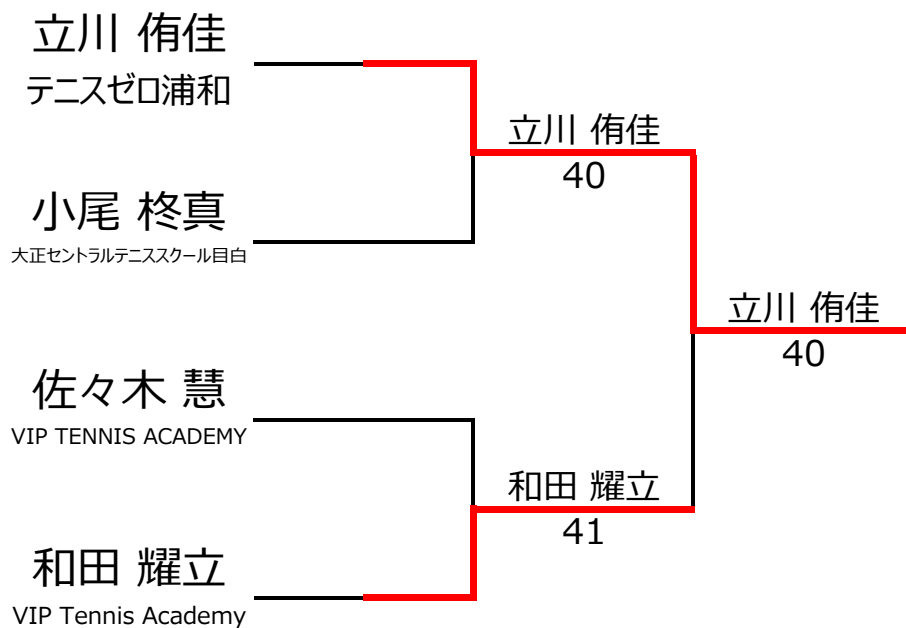 立川 侑佳
テニスゼロ浦和
立川 侑佳
40
小尾 柊真
大正セントラルテニススクール目白
立川 侑佳
40
佐々木 慧
VIP TENNIS ACADEMY
和田 耀立
41
和田 耀立
VIP Tennis Academy